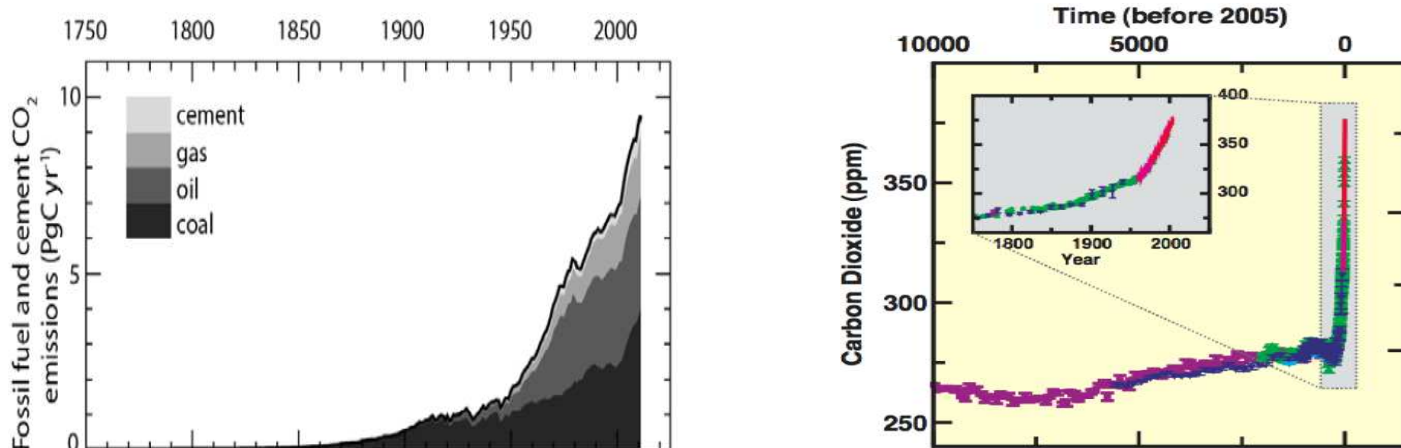 1750 1800 1850 1900 1950 2000
10
5
0
Fossil fuel and cement CO2
emissions (PgC yr-1)
cement
gas
oil
coal
Time (before 2005)
10000 5000 0
Carbon Dioxide (ppm)
350
300
250
400
350
300
1800 1900 2000
Year